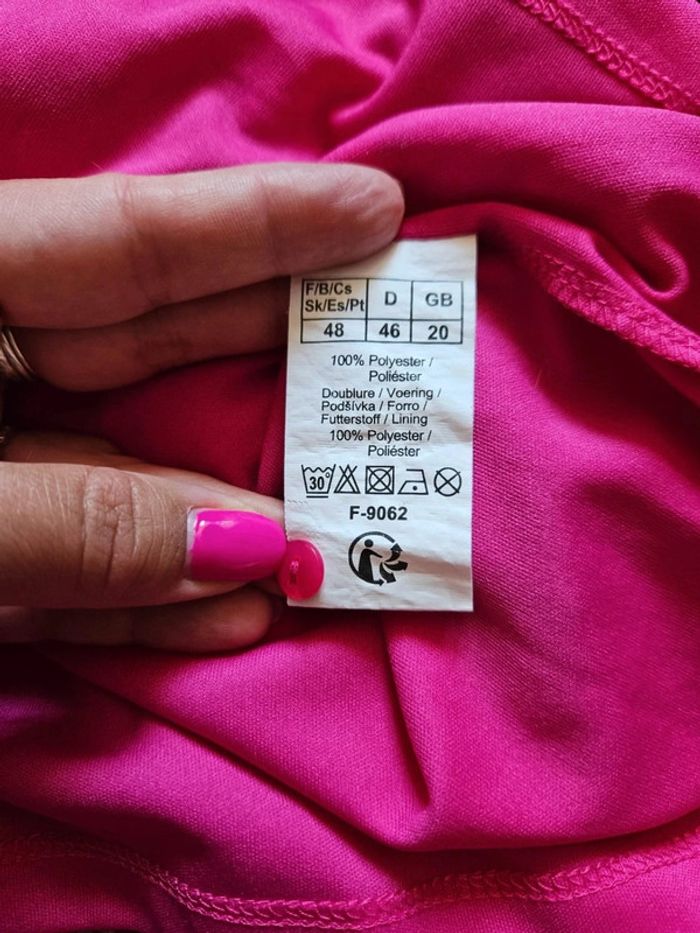 F/B/Cs
Sk/Es/Pt D GB
48 46 20
100% Polyester /
Poliéster
Doublure / Voering /
Podšívka / Forro /
Futterstoff / Lining
100% Polyester /
Poliéster
30°
F-9062